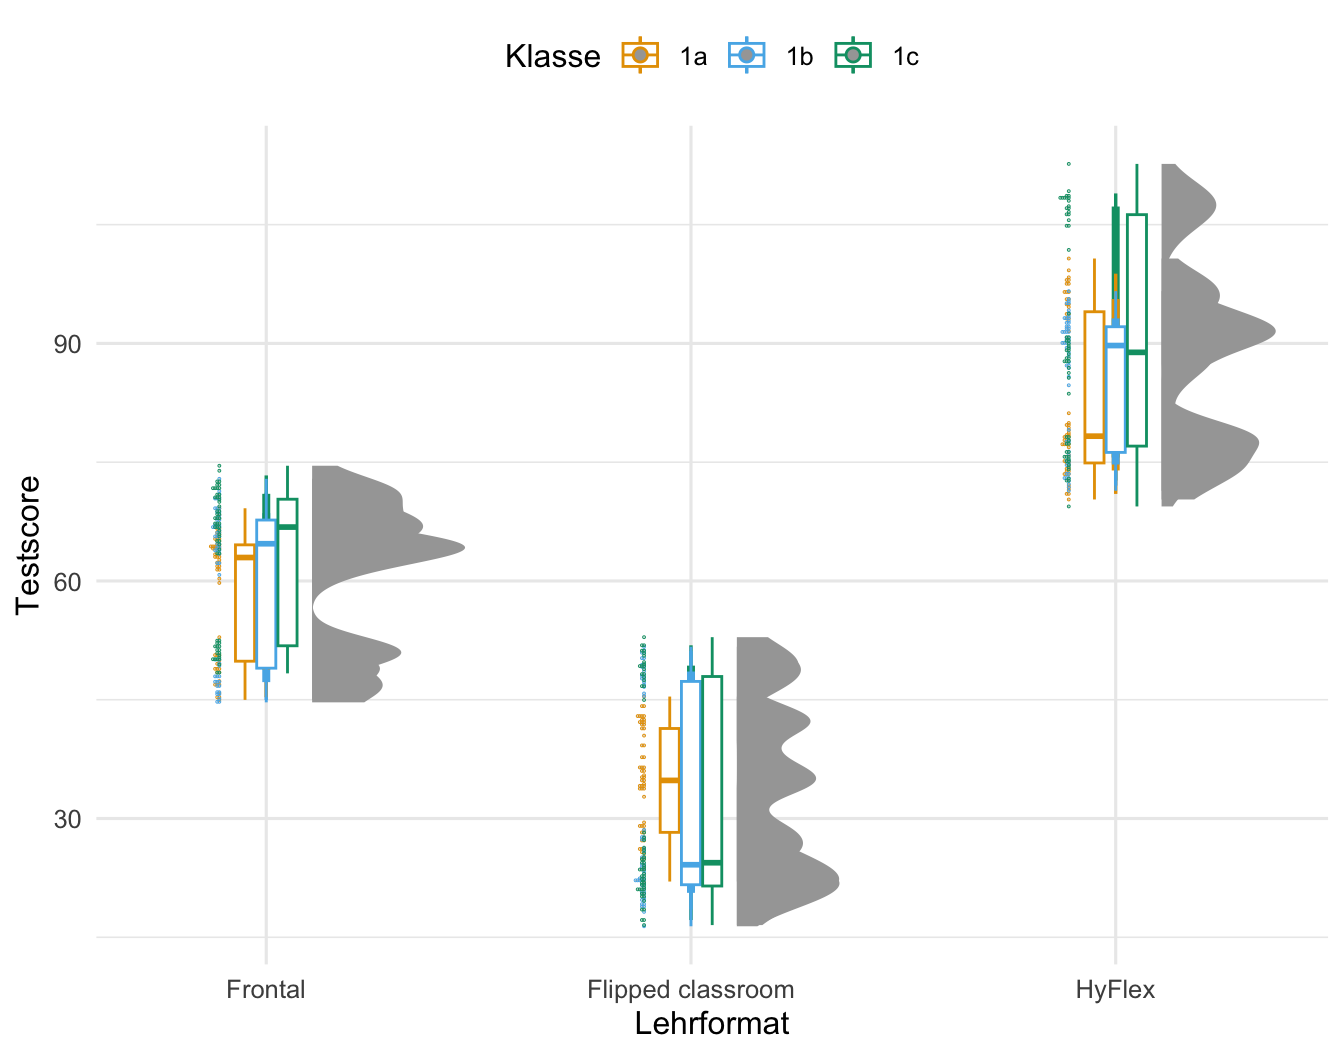 Klasse 1a 1b 1c
90
60
30
Testscore
Frontal Flipped classroom HyFlex
Lehrformat